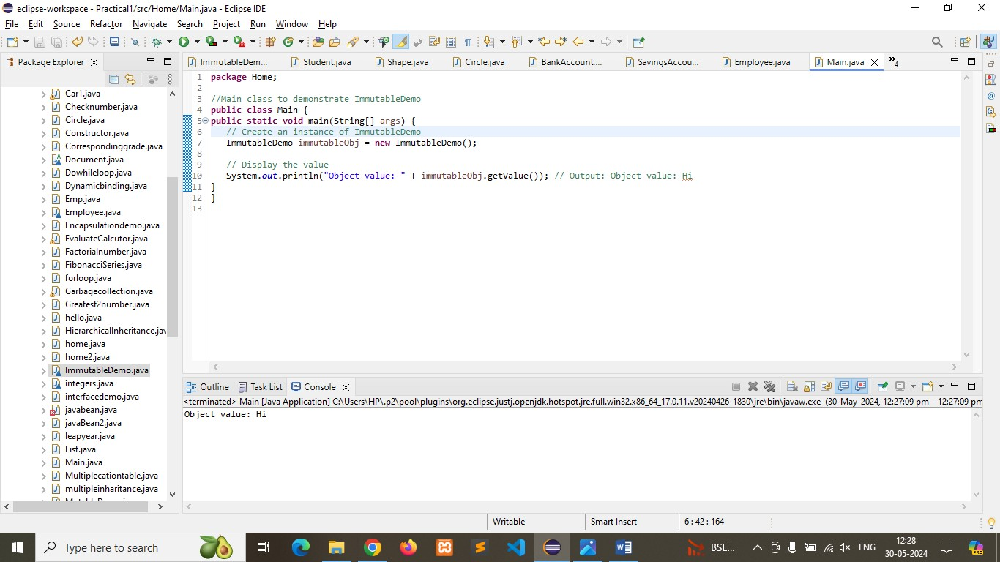 eclipse-workspace - Practical1/src/Home/Main.java - Eclipse IDE
File Edit Source Refactor Navigate Search Project Run Window Help
Package Explorer
Car1.java
Checknumber.java
Circle.java
Constructor.java
Correspondinggrade.java
Document.java
Dowhileloop.java
Dynamicbinding.java
Emp.java
Employee.java
Encapsulationdemo.java
EvaluateCalcutor.java
Factorialnumber.java
FibonacciSeries.java
forloop.java
Garbagecollection.java
Greatest2number.java
hello.java
HierarchicalInheritance.jav
home.java
home2.java
ImmutableDemo.java
integers.java
interfacedemo.java
javabean.java
javaBean2.java
leapyear.java
List.java
Main.java
Multiplecationtable.java
multipleinharitance.java
ImmutableDem... Student.java Shape.java Circle.java BankAccount.... SavingsAccou... Employee.java Main.java 4
1 package Home;
2
3 //Main class to demonstrate ImmutableDemo
4 public class Main {
5 public static void main(String[] args) {
6 // Create an instance of ImmutableDemo
7 ImmutableDemo immutableObj = new ImmutableDemo();
8
9 // Display the value
10 System.out.println("Object value: " + immutableObj.getValue()); // Output: Object value: Hi
11 }
12 }
13
Outline Task List Console
<terminated> Main [Java Application] C:\Users\HP\.p2\pool\plugins\org.eclipse.justj.openjdk.hotspot.jre.full.win32.x86_64_17.0.11.v20240426-1830\jre\bin\javaw.exe (30-May-2024, 12:27:09 pm – 12:27:09 pm
Object value: Hi
Writable Smart Insert 6 : 42 : 164
Type here to search
BSE... ENG
12:28
30-05-2024
PRE